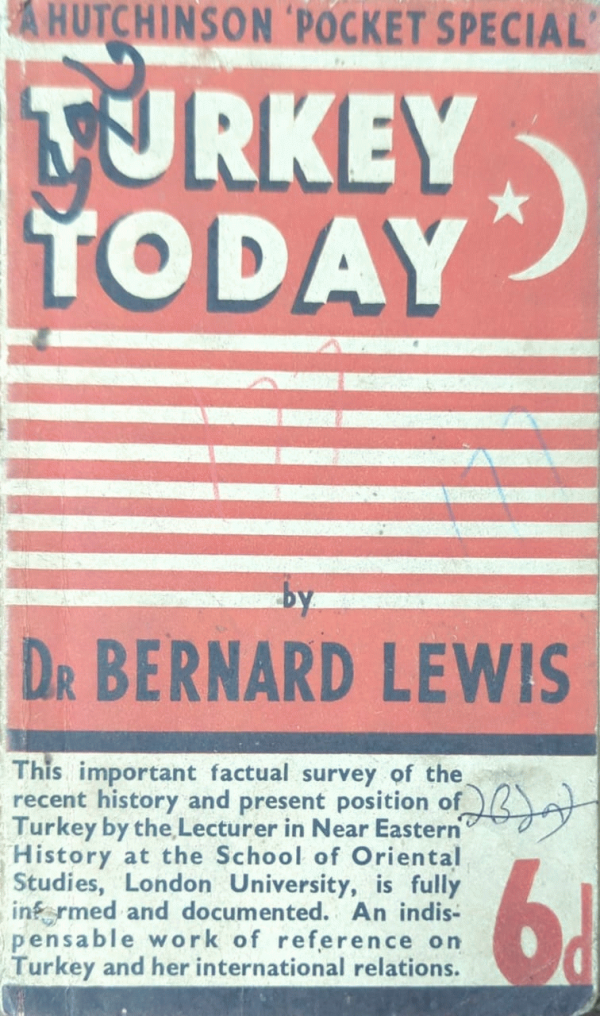 A HUTCHINSON 'POCKET SPECIAL'
TURKEY
TODAY
177
177
by
DR BERNARD LEWIS
This important factual survey of the
recent history and present position of
Turkey by the Lecturer in Near Eastern
History at the School of Oriental
Studies, London University, is fully
informed and documented. An indis-
pensable work of reference on
Turkey and her international relations.
6d